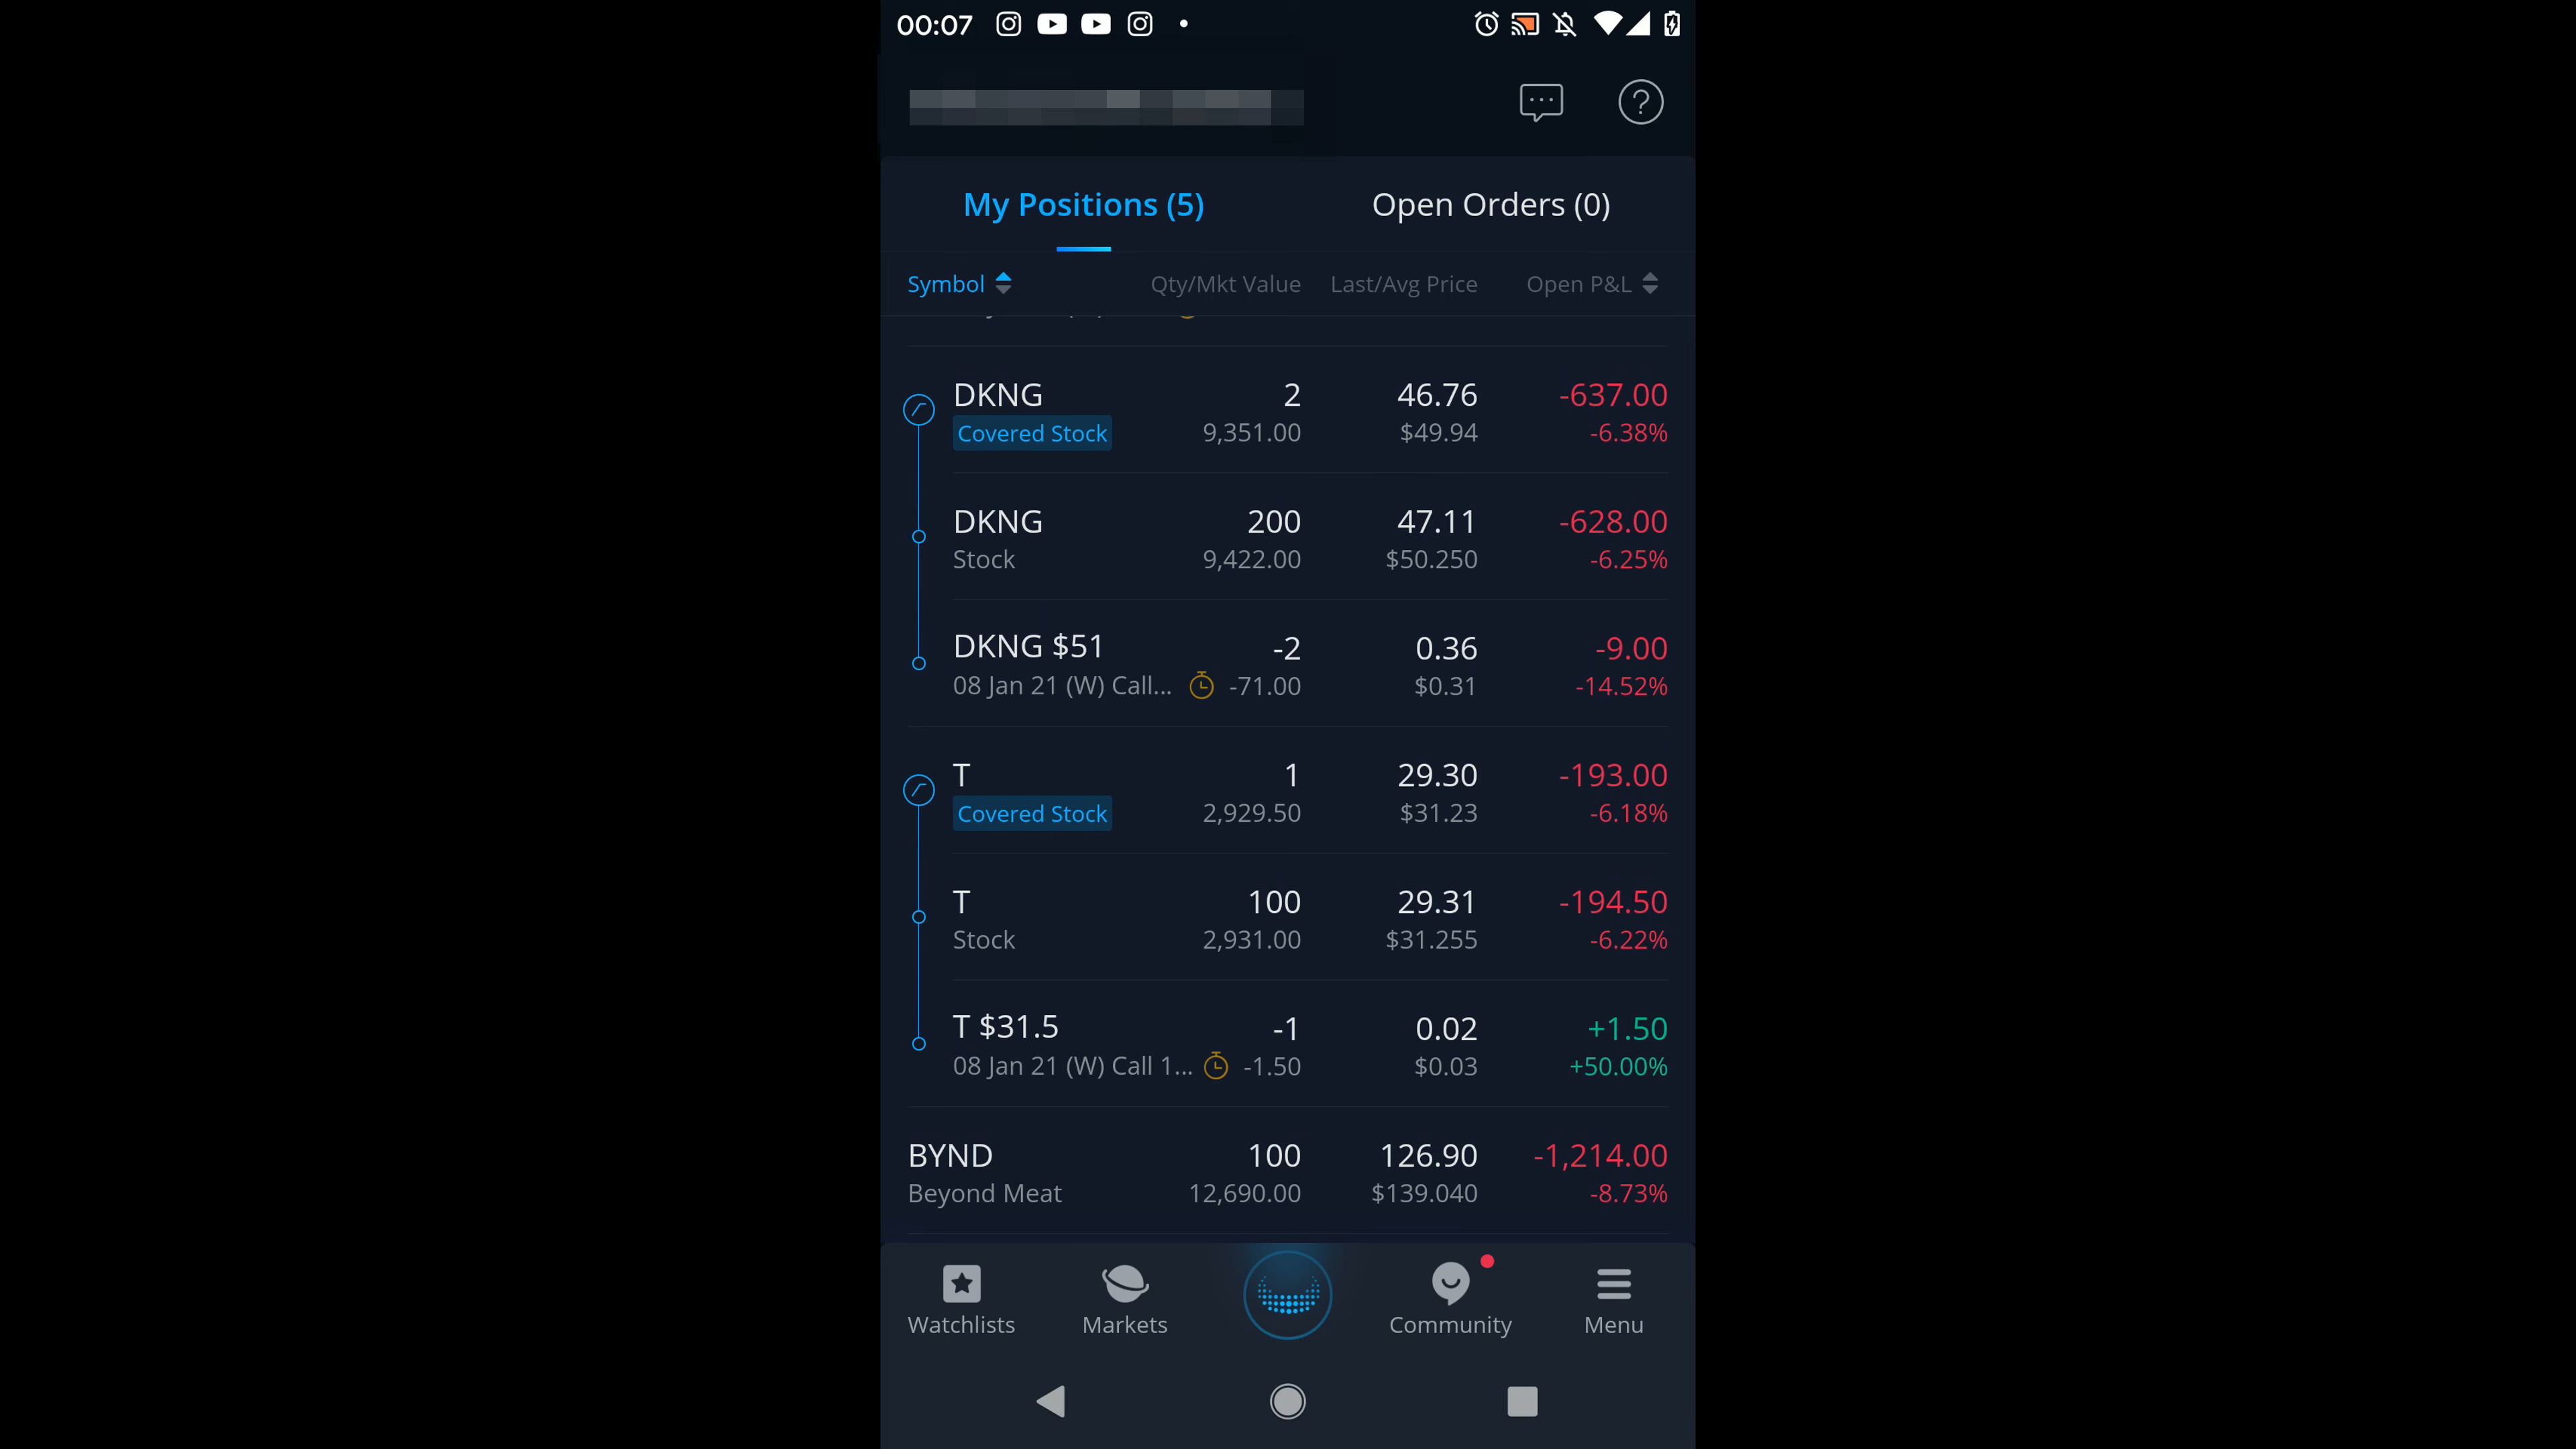 00:07
My Positions (5) Open Orders (0)
Symbol Qty/Mkt Value Last/Avg Price Open P&L
DKNG 2 46.76 -637.00
Covered Stock 9,351.00 $49.94 -6.38%
DKNG 200 47.11 -628.00
Stock 9,422.00 $50.250 -6.25%
DKNG $51 -2 0.36 -9.00
08 Jan 21 (W) Call... -71.00 $0.31 -14.52%
T 1 29.30 -193.00
Covered Stock 2,929.50 $31.23 -6.18%
T 100 29.31 -194.50
Stock 2,931.00 $31.255 -6.22%
T $31.5 -1 0.02 +1.50
08 Jan 21 (W) Call 1... -1.50 $0.03 +50.00%
BYND 100 126.90 -1,214.00
Beyond Meat 12,690.00 $139.040 -8.73%
Watchlists Markets Community Menu